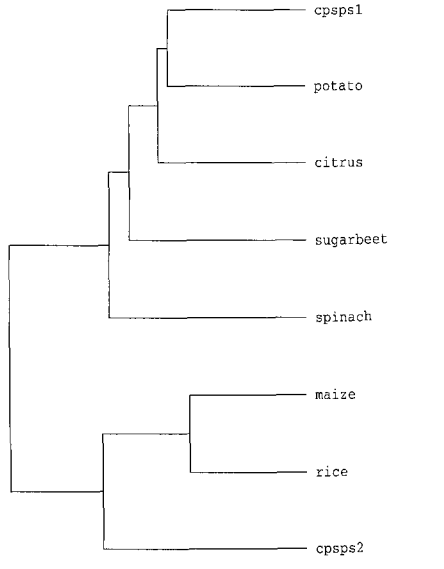 cpsps1
potato
citrus
sugarbeet
spinach
maize
rice
cpsps2